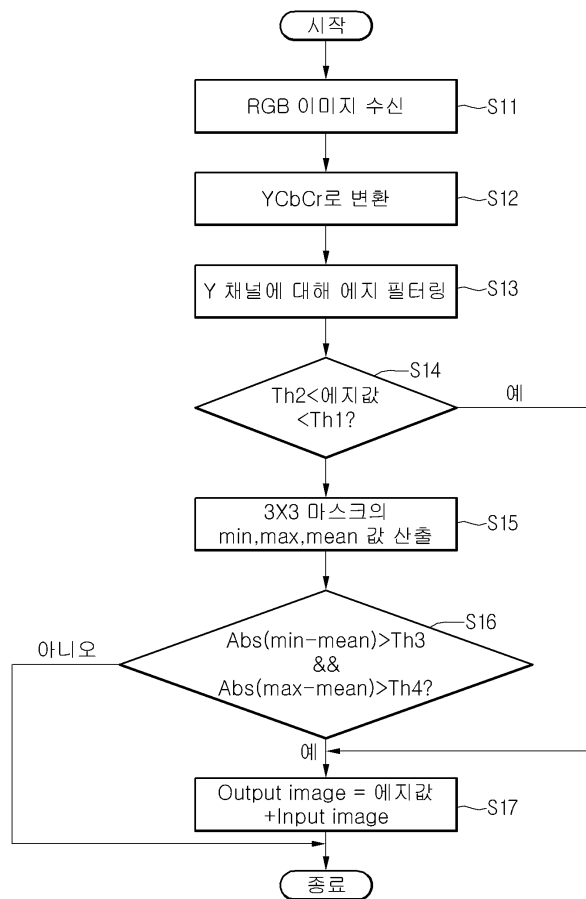 시작
RGB 이미지 수신
S11
YCbCr로 변환
S12
Y 채널에 대해 에지 필터링
S13
S14
Th2<에지값
<Th1?
예
3X3 마스크의
min,max,mean 값 산출
S15
S16
아니오
Abs(min-mean)>Th3
&&
Abs(max-mean)>Th4?
예
Output image = 에지값
+Input image
S17
종료